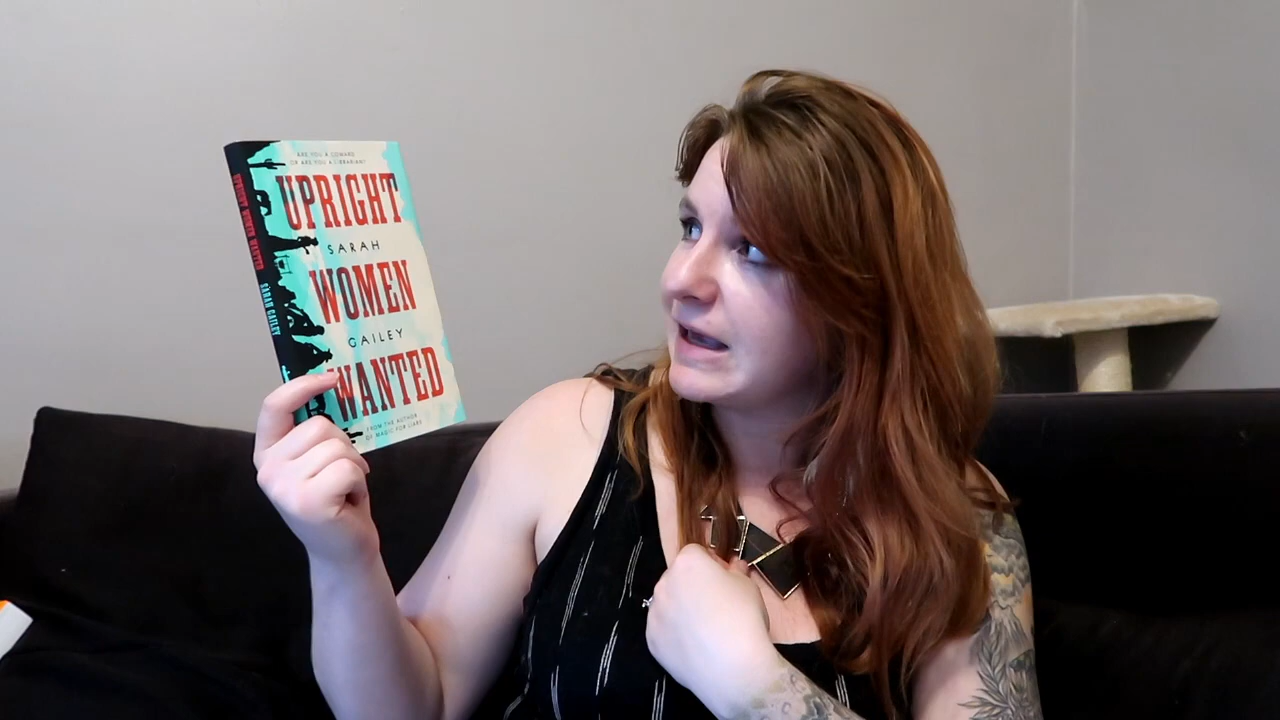 ARE YOU A COWARD
OR ARE YOU A LIBRARIAN?
UPRIGHT
SARAH
WOMEN
GAILEY
WANTED
FROM THE AUTHOR
OF MAGIC FOR LIARS
UPRIGHT WOMEN WANTED
SARAH GAILEY